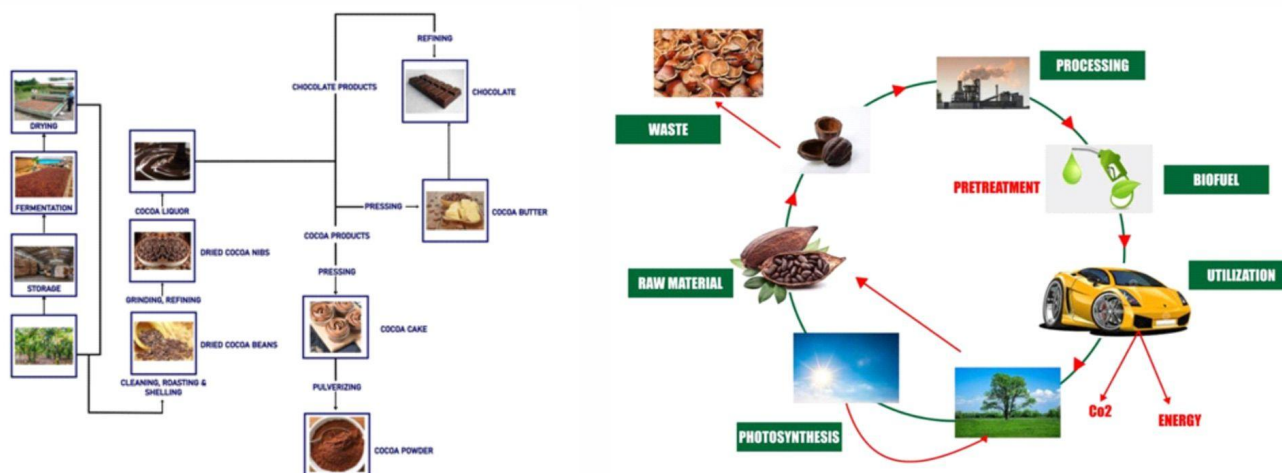 REFINING
CHOCOLATE PRODUCTS
CHOCOLATE
DRYING
FERMENTATION
COCOA LIQUOR
PRESSING
COCOA BUTTER
COCOA PRODUCTS
DRIED COCOA NIBS
STORAGE
PRESSING
GRINDING, REFINING
COCOA CAKE
DRIED COCOA BEANS
CLEANING, ROASTING &
SHELLING
PULVERIZING
COCOA POWDER
PROCESSING
WASTE
PRETREATMENT
BIOFUEL
RAW MATERIAL
UTILIZATION
Co2
ENERGY
PHOTOSYNTHESIS